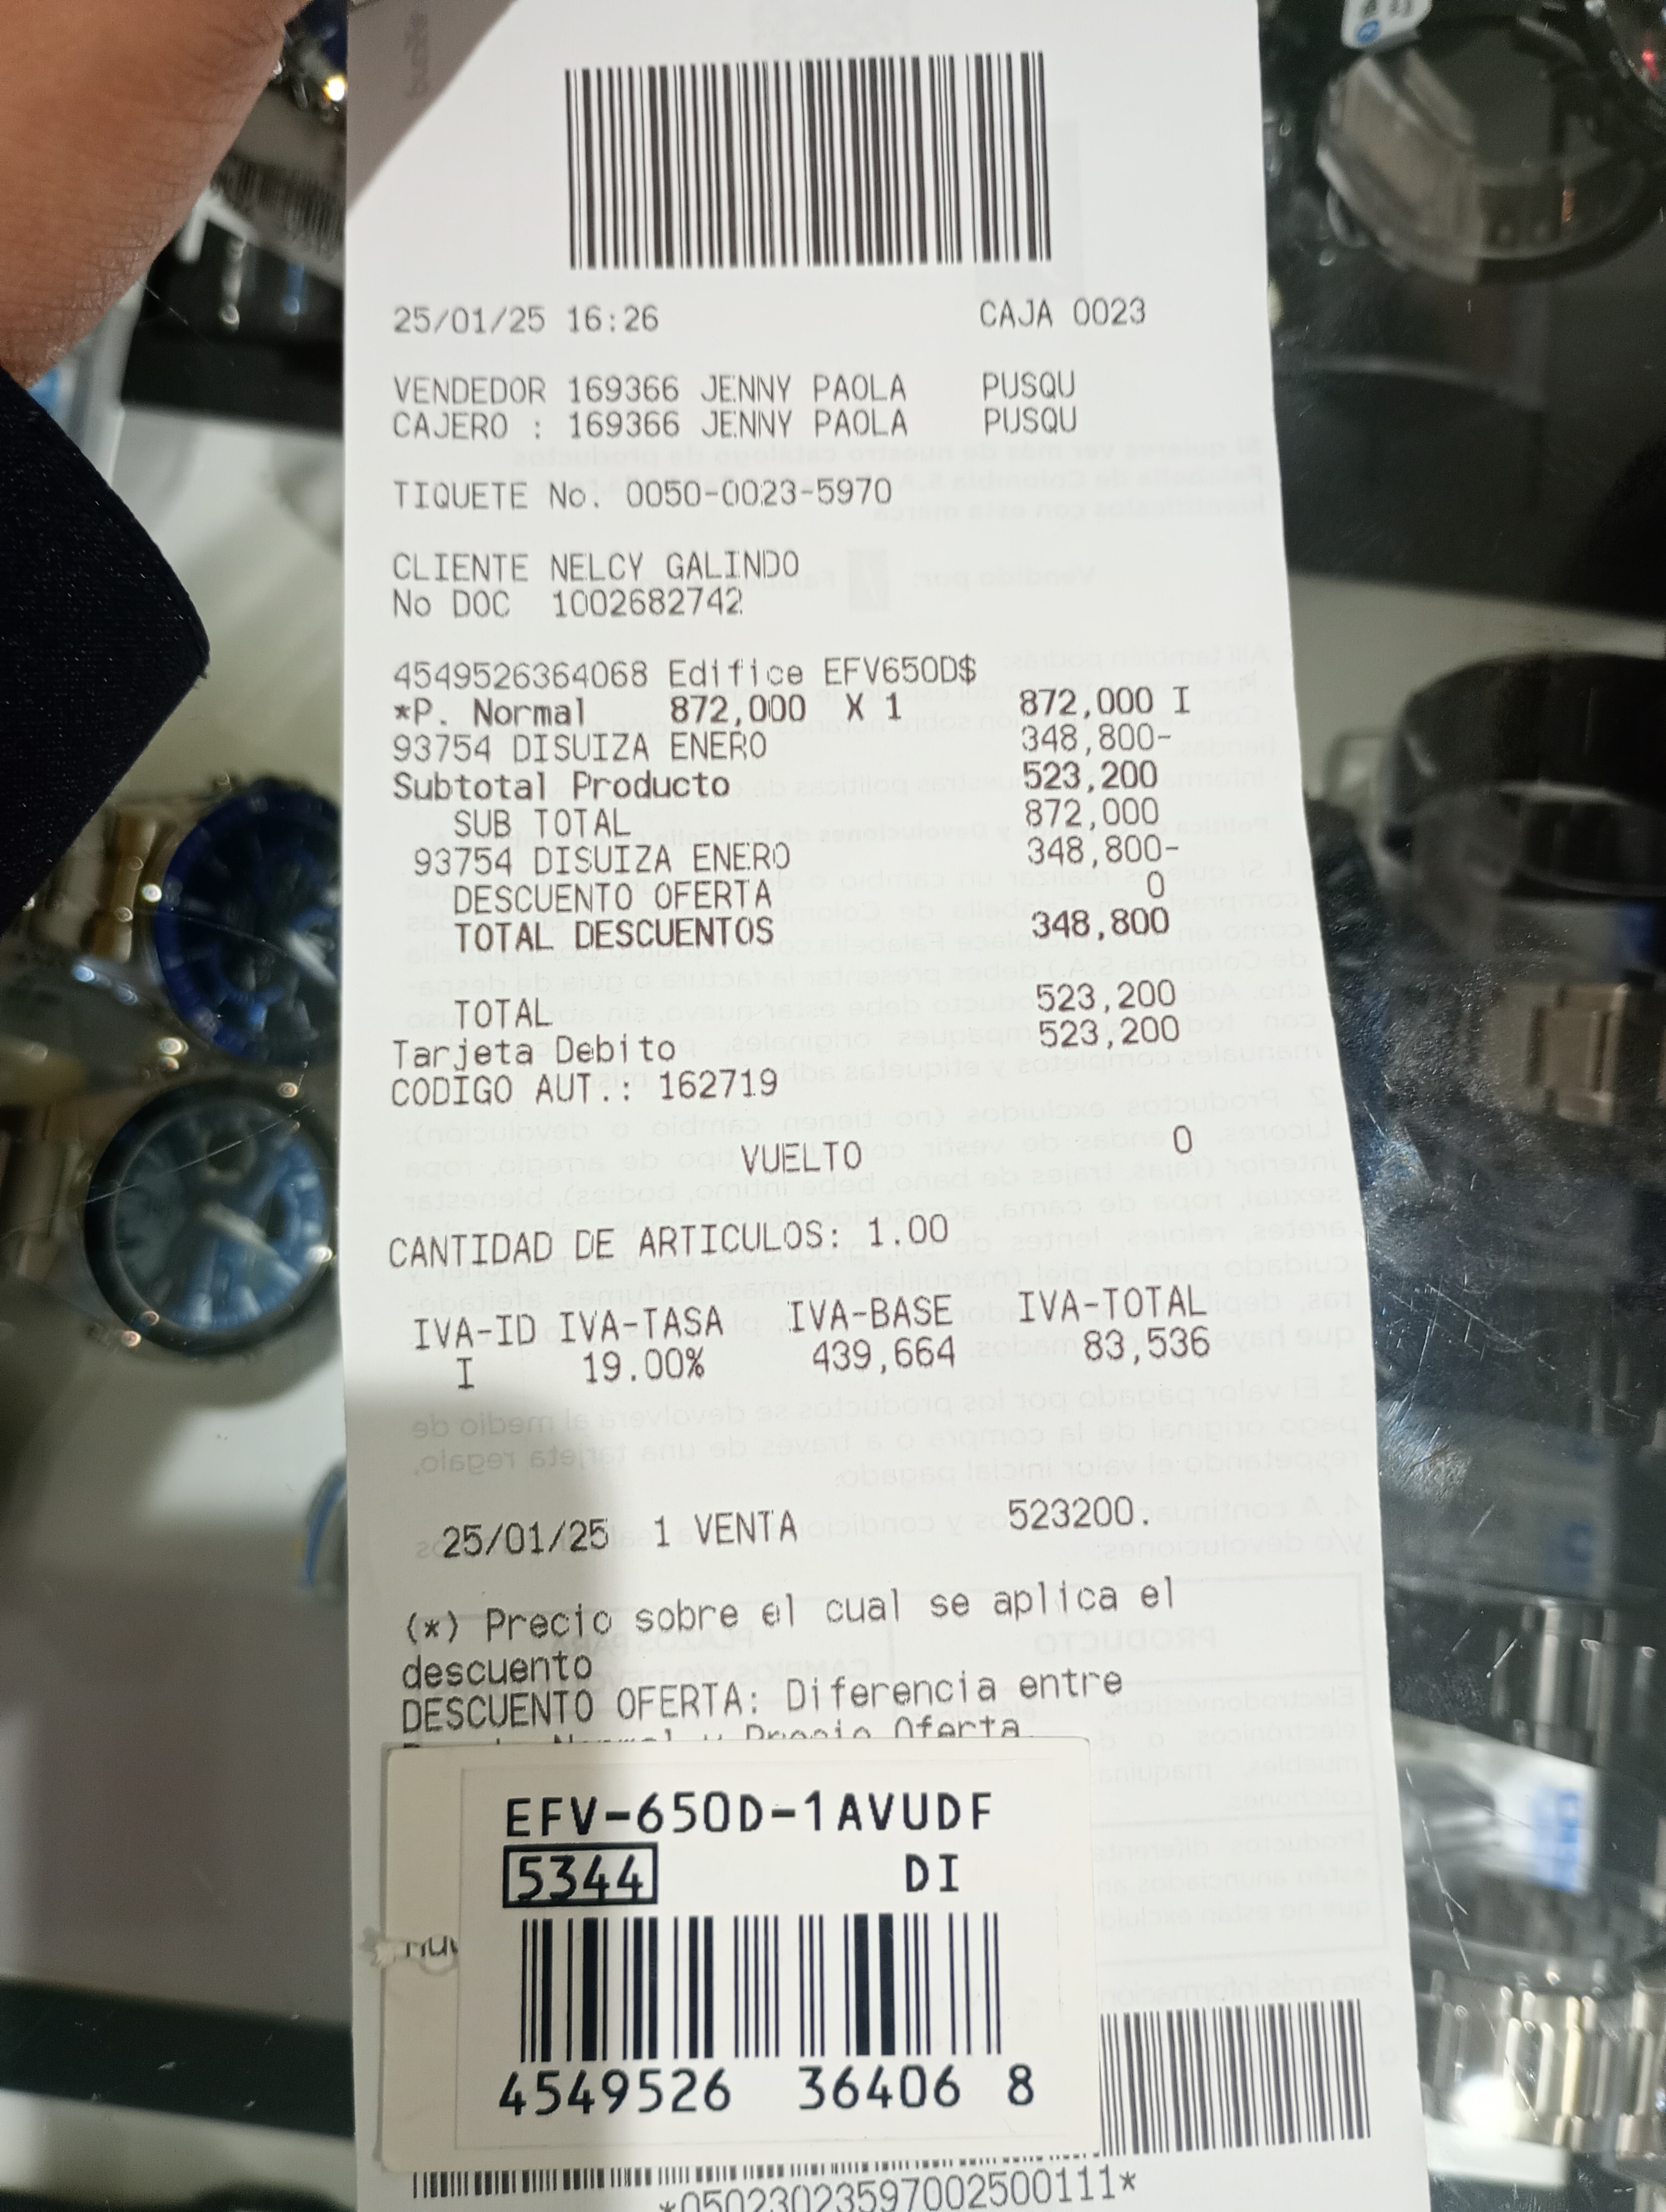 25/01/25 16:26 CAJA 0023
VENDEDOR 169366 JENNY PAOLA PUSQU
CAJERO : 169366 JENNY PAOLA PUSQU
TIQUETE No. 0050-0023-5970
CLIENTE NELCY GALINDO
No DOC 1002682742
4549526364068 Edifice EFV650D$
*P. Normal 872,000 X 1 872,000 I
93754 DISUIZA ENERO 348,800-
Subtotal Producto 523,200
SUB TOTAL 872,000
93754 DISUIZA ENERO 348,800-
DESCUENTO OFERTA 0
TOTAL DESCUENTOS 348,800
TOTAL 523,200
Tarjeta Debito 523,200
CODIGO AUT.: 162719
VUELTO 0
CANTIDAD DE ARTICULOS: 1.00
IVA-ID IVA-TASA IVA-BASE IVA-TOTAL
I 19.00% 439,664 83,536
25/01/25 1 VENTA 523200.
(*) Precio sobre el cual se aplica el
descuento
DESCUENTO OFERTA: Diferencia entre
Normal y Precio Oferta
EFV-650D-1AVUDF
5344 DI
4549526 36406 8
*05023023597002500111*